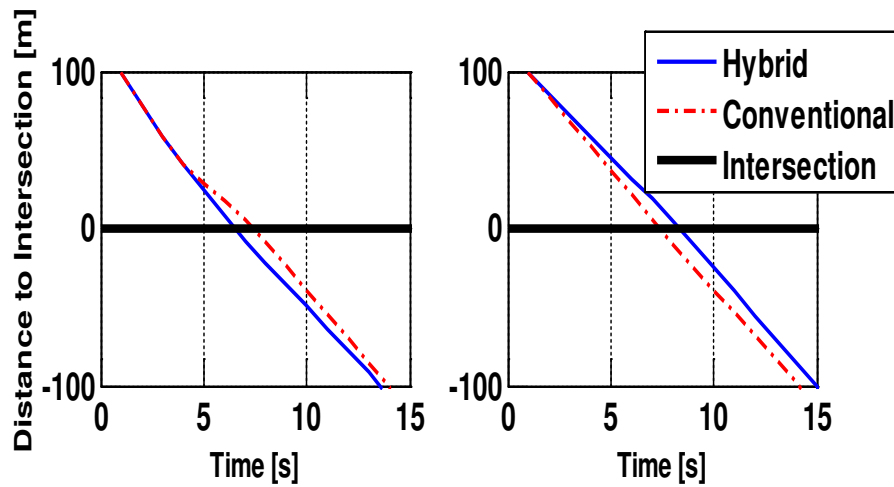 Distance to Intersection [m]
100
0
-100
0 5 10 15
Time [s]
100
0
-100
0 5 10 15
Time [s]
Hybrid
Conventional
Intersection